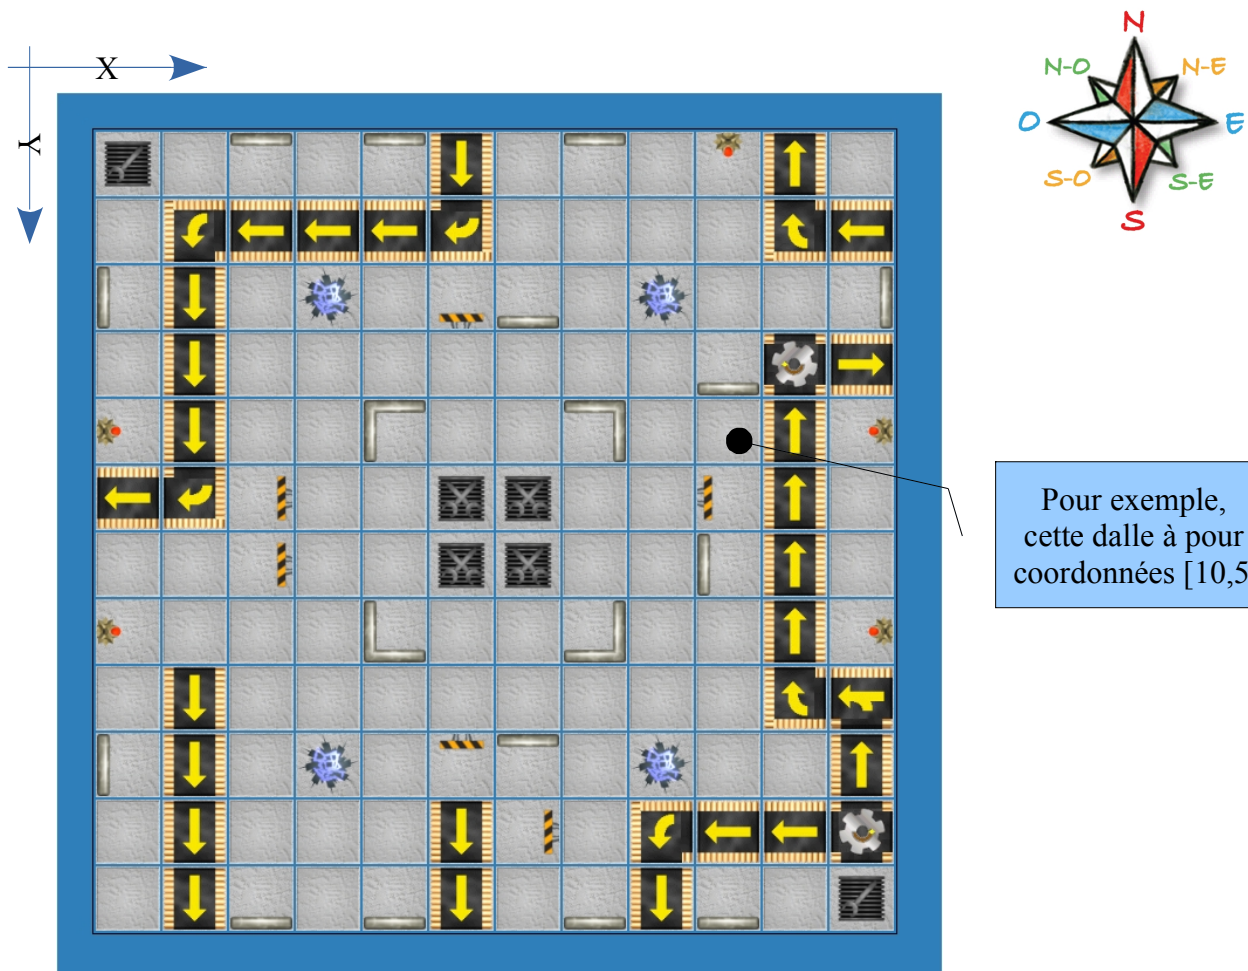 X
Y
N
N-O
N-E
O
E
S-O
S-E
S
Pour exemple,
cette dalle à pour
coordonnées [10,5